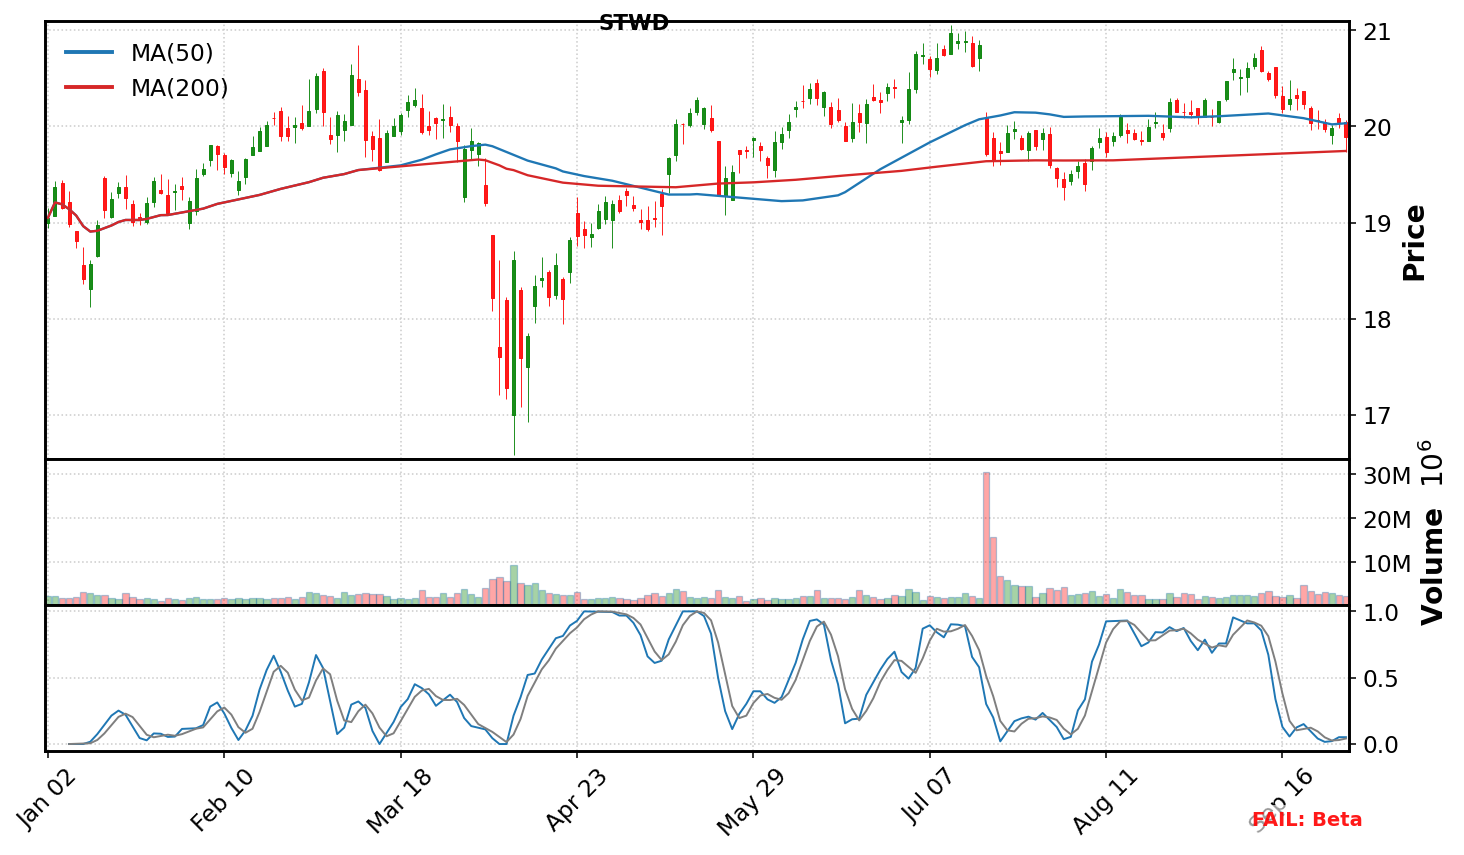 STWD
MA(50)
MA(200)
21
20
19
18
17
Price
30M
20M
10M
Volume 10^6
1.0
0.5
0.0
Jan 02
Feb 10
Mar 18
Apr 23
May 29
Jul 07
Aug 11
Sep 16
FAIL: Beta